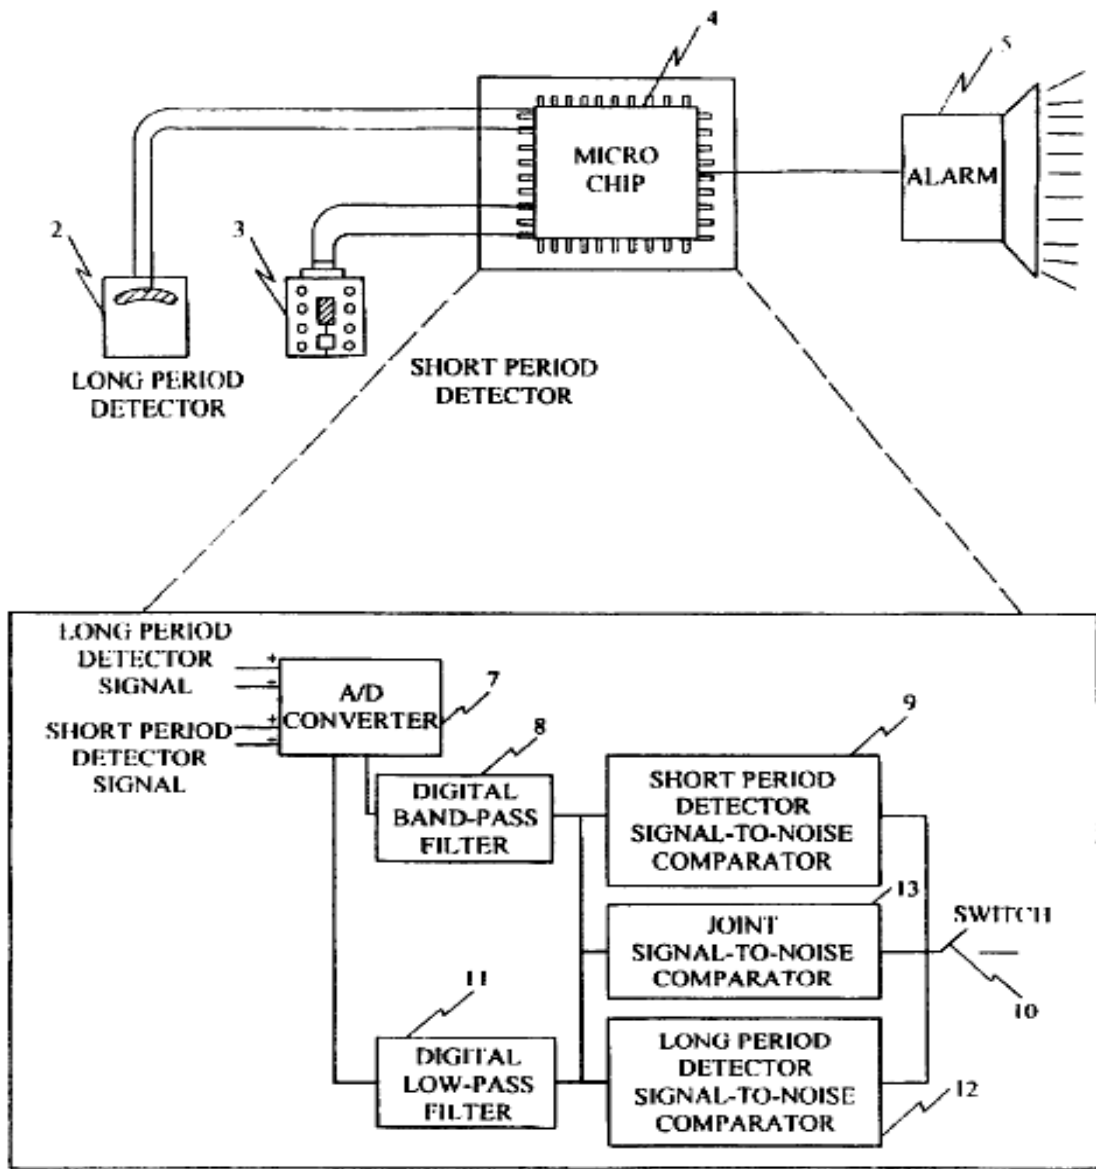 4
5
MICRO
CHIP
ALARM
2
3
LONG PERIOD
DETECTOR
SHORT PERIOD
DETECTOR
LONG PERIOD
DETECTOR
SIGNAL
+
-
SHORT PERIOD
DETECTOR
SIGNAL
+
-
A/D
CONVERTER
7
8
DIGITAL
BAND-PASS
FILTER
9
SHORT PERIOD
DETECTOR
SIGNAL-TO-NOISE
COMPARATOR
13
JOINT
SIGNAL-TO-NOISE
COMPARATOR
SWITCH
10
11
DIGITAL
LOW-PASS
FILTER
LONG PERIOD
DETECTOR
SIGNAL-TO-NOISE
COMPARATOR
12